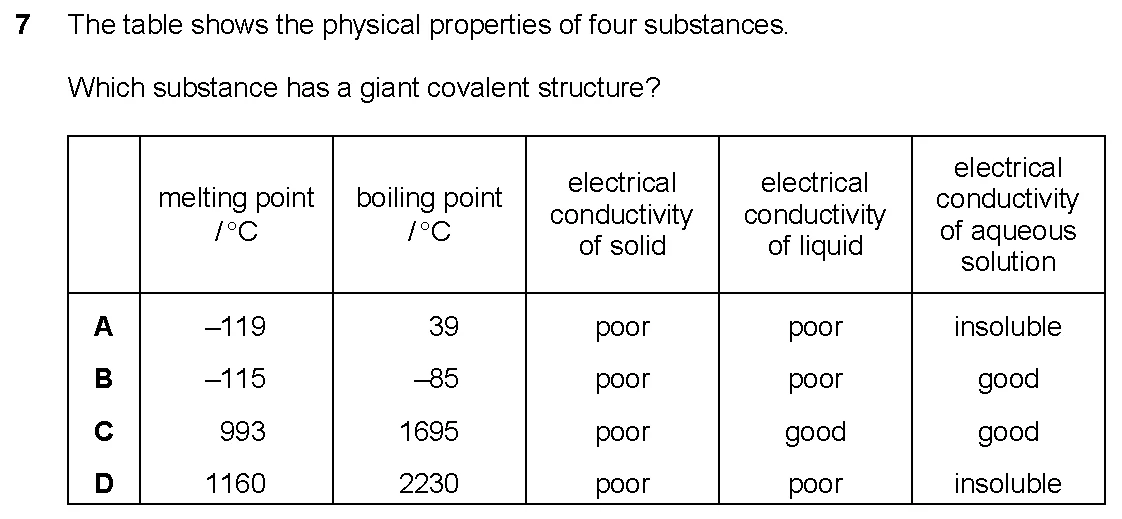 7 The table shows the physical properties of four substances.
Which substance has a giant covalent structure?
melting point /°C | boiling point /°C | electrical conductivity of solid | electrical conductivity of liquid | electrical conductivity of aqueous solution
A –119 39 poor poor insoluble
B –115 –85 poor poor good
C 993 1695 poor good good
D 1160 2230 poor poor insoluble